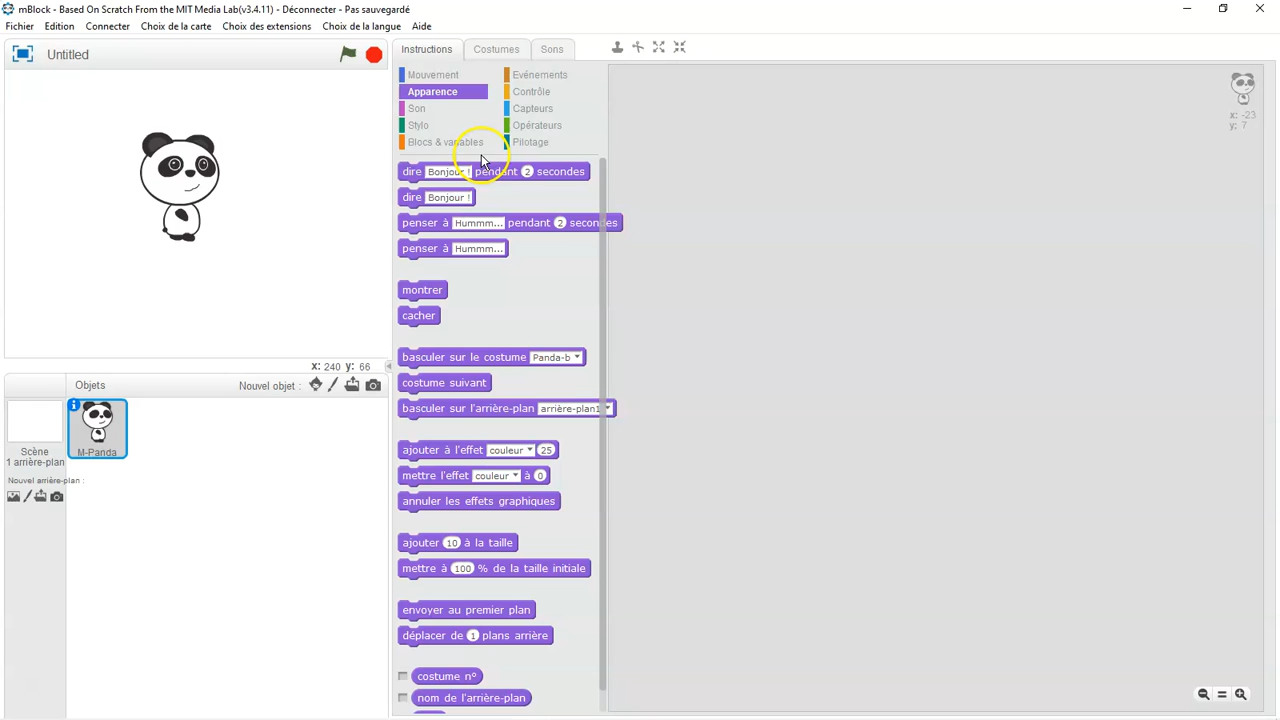 mBlock - Based On Scratch From the MIT Media Lab(v3.4.11) - Déconnecter - Pas sauvegardé
Fichier Edition Connecter Choix de la carte Choix des extensions Choix de la langue Aide
Untitled
Instructions Costumes Sons
Mouvement Evénements
Apparence Contrôle
Son Capteurs
Stylo Opérateurs
Blocs & variables Pilotage
x: -23
y: 7
dire Bonjour ! pendant 2 secondes
dire Bonjour !
penser à Hummm... pendant 2 secondes
penser à Hummm...
montrer
cacher
basculer sur le costume Panda-b
costume suivant
basculer sur l'arrière-plan arrière-plan1
ajouter à l'effet couleur 25
mettre l'effet couleur à 0
annuler les effets graphiques
ajouter 10 à la taille
mettre à 100 % de la taille initiale
envoyer au premier plan
déplacer de 1 plans arrière
costume nº
nom de l'arrière-plan
x: 240 y: 66
Objets Nouvel objet :
Scène
1 arrière-plan
M-Panda
Nouvel arrière-plan :